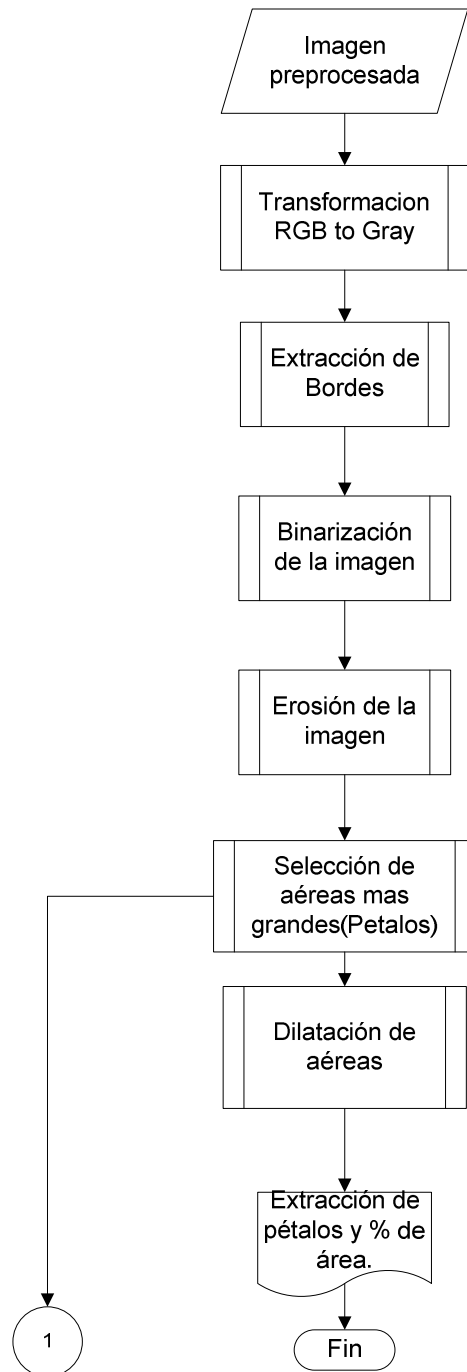 Imagen
preprocesada
Transformacion
RGB to Gray
Extracción de
Bordes
Binarización
de la imagen
Erosión de la
imagen
Selección de
aéreas mas
grandes(Petalos)
Dilatación de
aéreas
Extracción de
pétalos y % de
área.
1
Fin